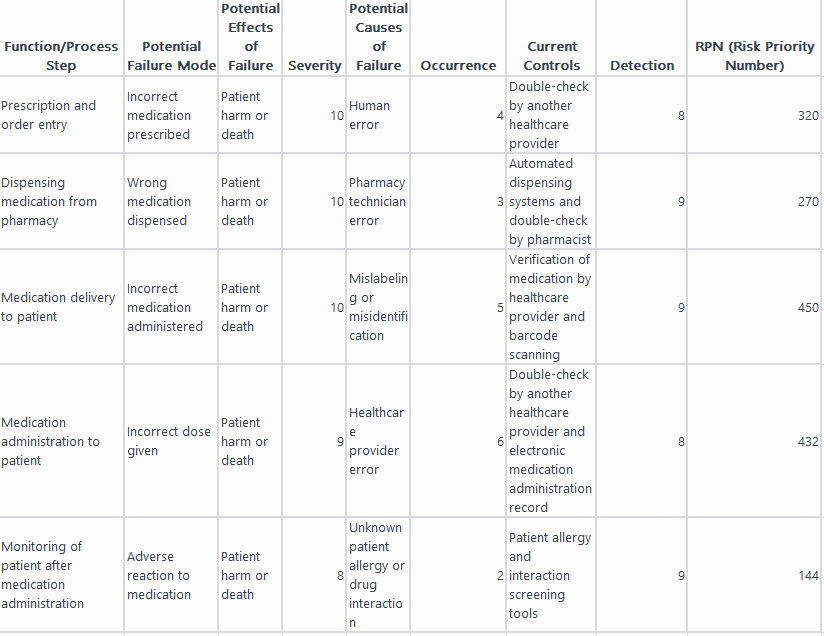 Function/Process
Step
Potential
Failure Mode
Potential
Effects
of
Failure
Severity
Potential
Causes
of
Failure
Occurrence
Current
Controls
Detection
RPN (Risk Priority
Number)
Prescription and
order entry
Incorrect
medication
prescribed
Patient
harm or
death
10
Human
error
4
Double-check
by another
healthcare
provider
8
320
Dispensing
medication from
pharmacy
Wrong
medication
dispensed
Patient
harm or
death
10
Pharmacy
technician
error
3
Automated
dispensing
systems and
double-check
by pharmacist
9
270
Medication delivery
to patient
Incorrect
medication
administered
Patient
harm or
death
10
Mislabelin
g or
misidentifi
cation
5
Verification of
medication by
healthcare
provider and
barcode
scanning
9
450
Medication
administration to
patient
Incorrect dose
given
Patient
harm or
death
9
Healthcar
e
provider
error
6
Double-check
by another
healthcare
provider and
electronic
medication
administration
record
8
432
Monitoring of
patient after
medication
administration
Adverse
reaction to
medication
Patient
harm or
death
8
Unknown
patient
allergy or
drug
interactio
n
2
Patient allergy
and
interaction
screening
tools
9
144